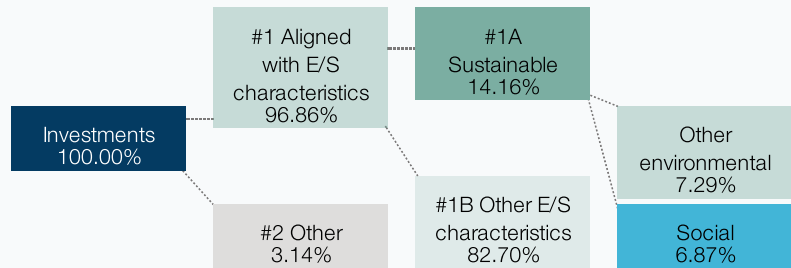 Investments
100.00%
#1 Aligned
with E/S
characteristics
96.86%
#2 Other
3.14%
#1A
Sustainable
14.16%
#1B Other E/S
characteristics
82.70%
Other
environmental
7.29%
Social
6.87%